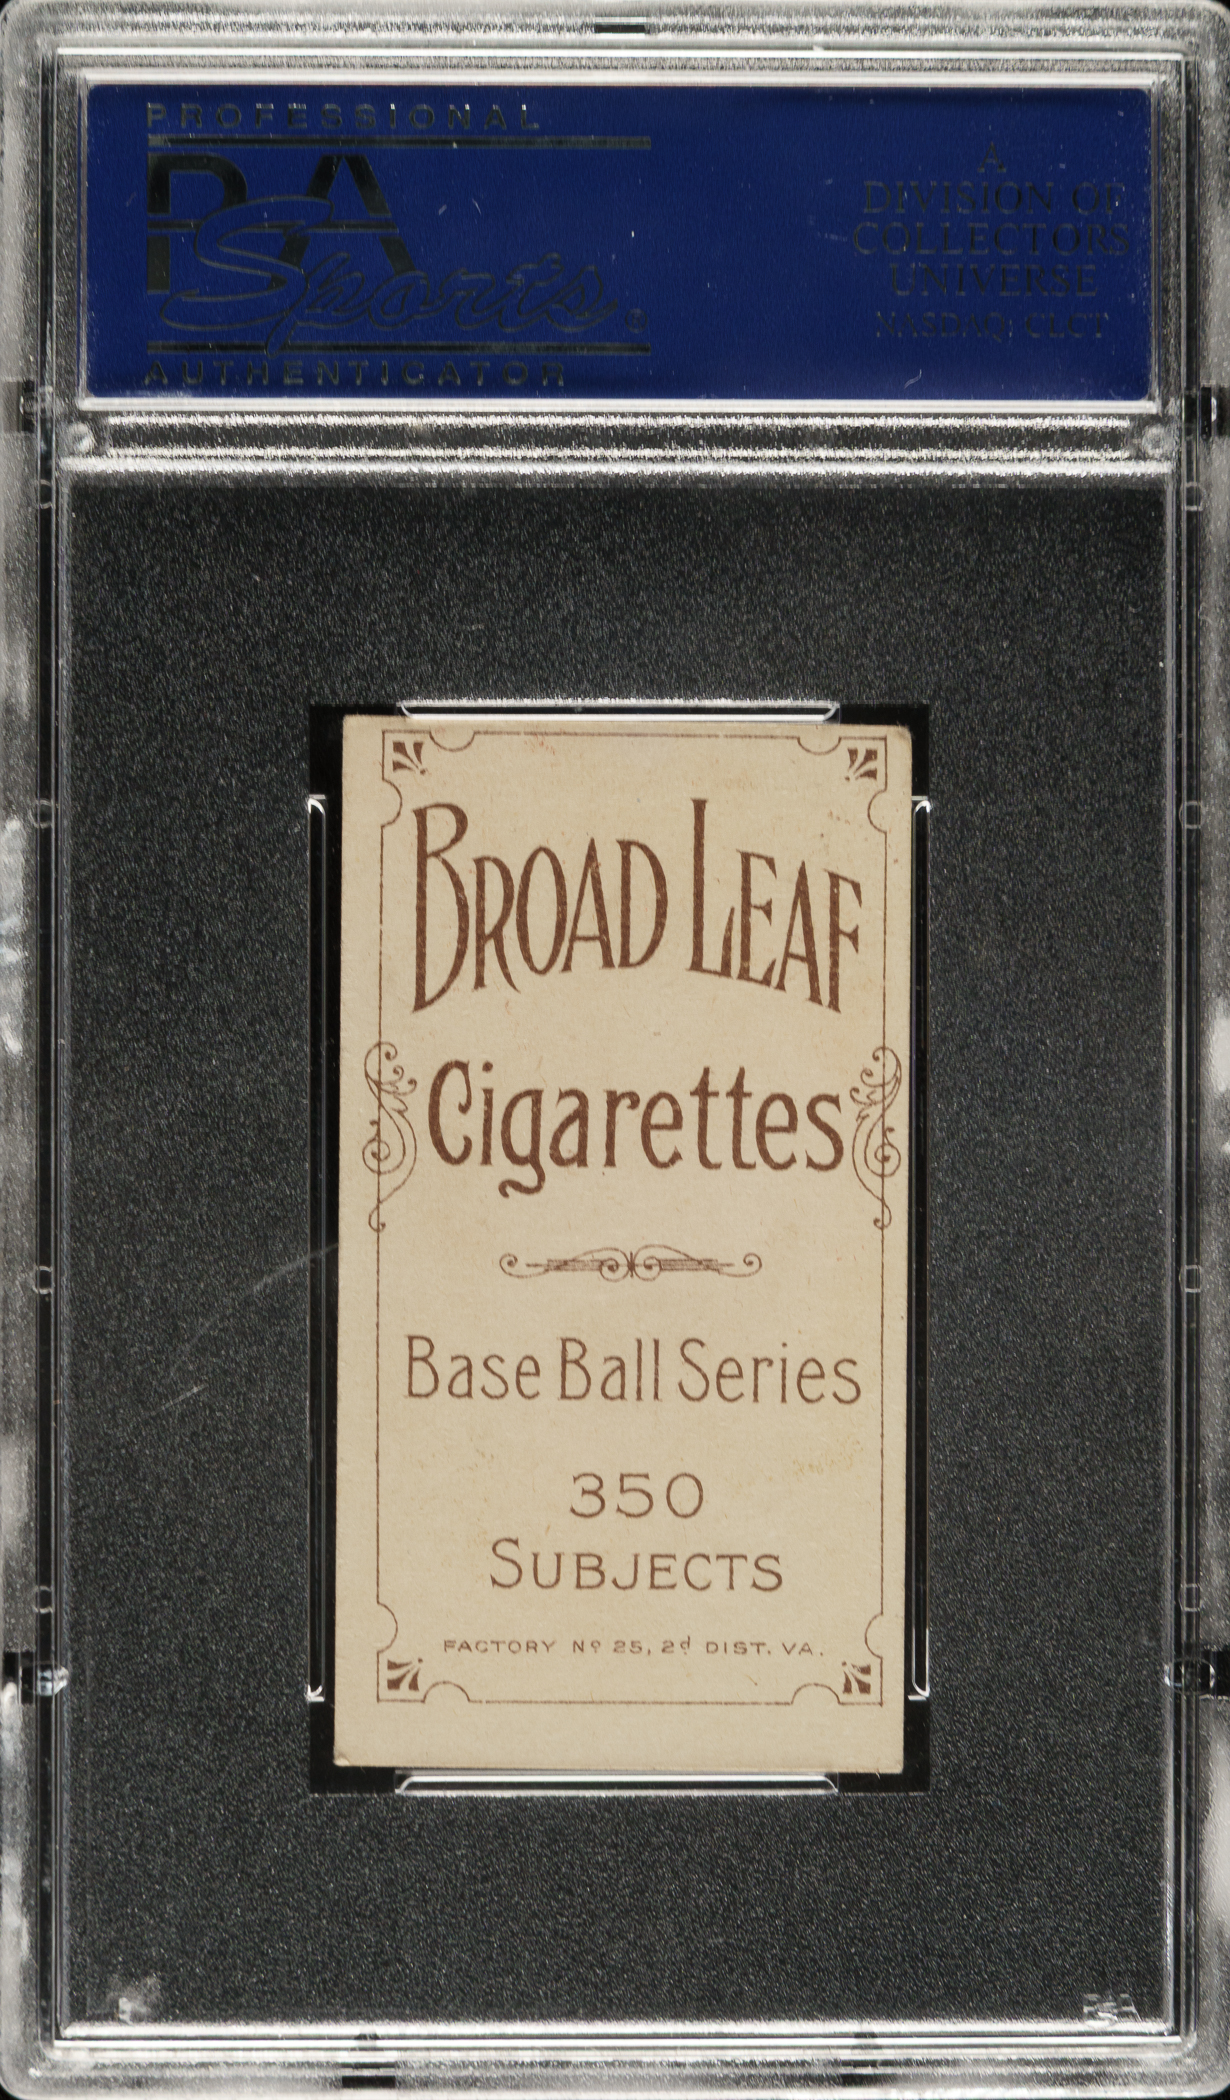 PROFESSIONAL
PSA
Sports®
AUTHENTICATOR
A
DIVISION OF
COLLECTORS
UNIVERSE
NASDAQ: CLCT
BROAD LEAF
Cigarettes
Base Ball Series
350
SUBJECTS
FACTORY Nº 25, 2d DIST. VA.
PSA